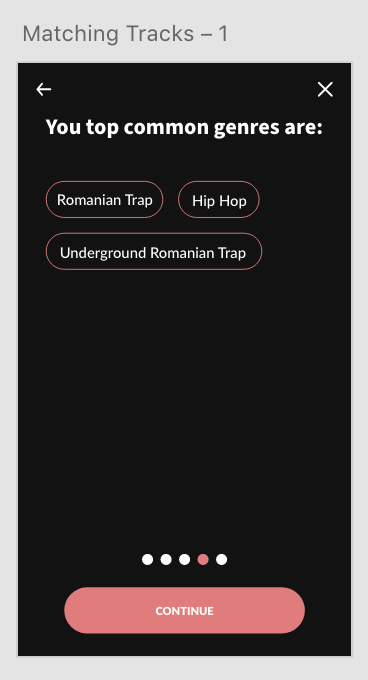 Matching Tracks – 1
You top common genres are:
Romanian Trap Hip Hop
Underground Romanian Trap
CONTINUE